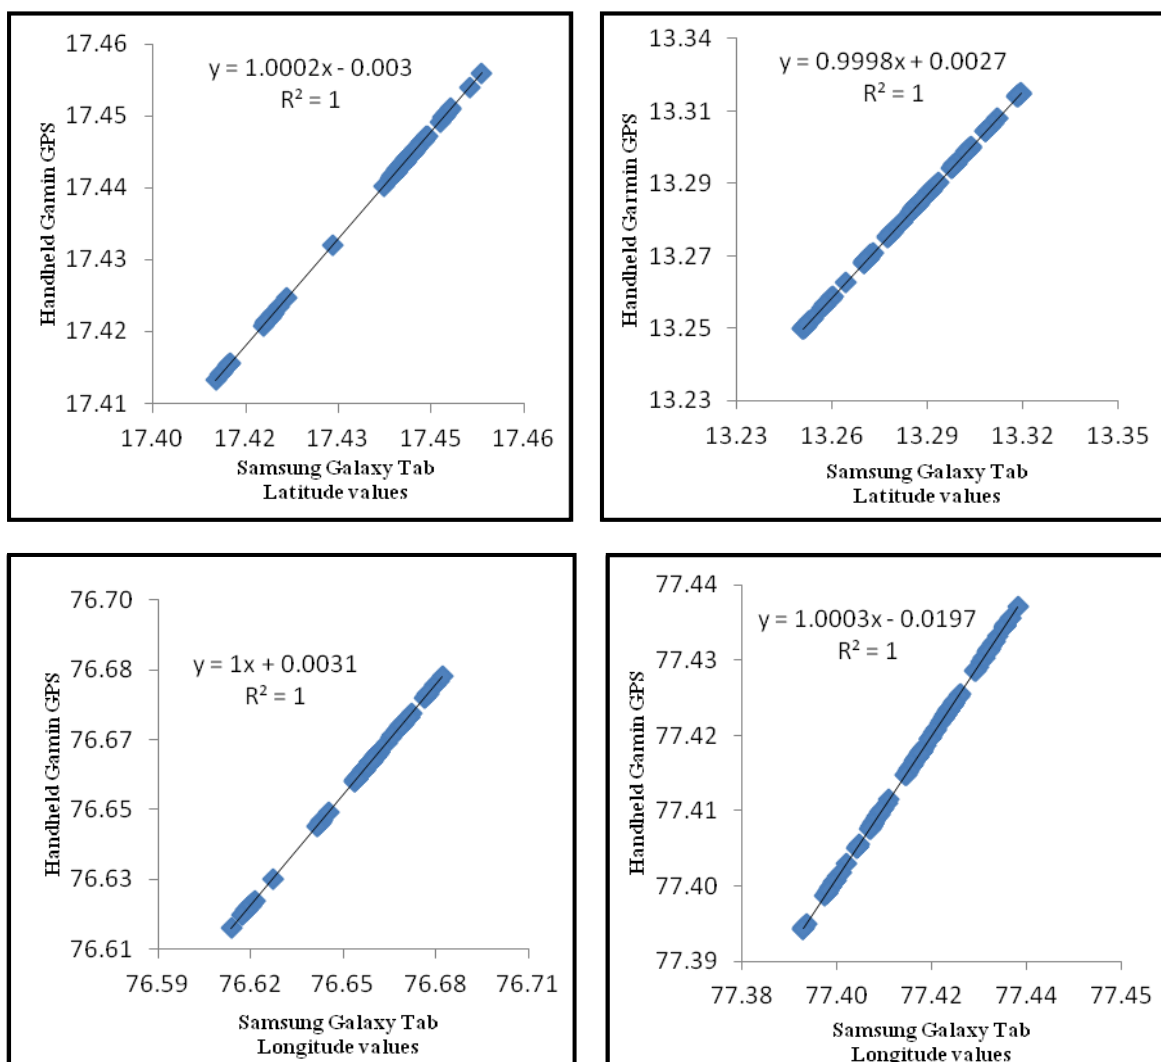 17.46
17.45
17.44
17.43
17.42
17.41
17.40
17.42
17.43
17.45
17.46
y = 1.0002x - 0.003
R² = 1
Handheld Gamin GPS
Samsung Galaxy Tab
Latitude values
13.34
13.31
13.29
13.27
13.25
13.23
13.23
13.26
13.29
13.32
13.35
y = 0.9998x + 0.0027
R² = 1
Handheld Garmin GPS
Samsung Galaxy Tab
Latitude values
76.70
76.68
76.67
76.65
76.63
76.61
76.59
76.62
76.65
76.68
76.71
y = 1x + 0.0031
R² = 1
Handheld Gamin GPS
Samsung Galaxy Tab
Longitude values
77.44
77.43
77.42
77.41
77.40
77.39
77.38
77.40
77.42
77.44
77.45
y = 1.0003x - 0.0197
R² = 1
Handheld Gamin GPS
Samsung Galaxy Tab
Longitude values